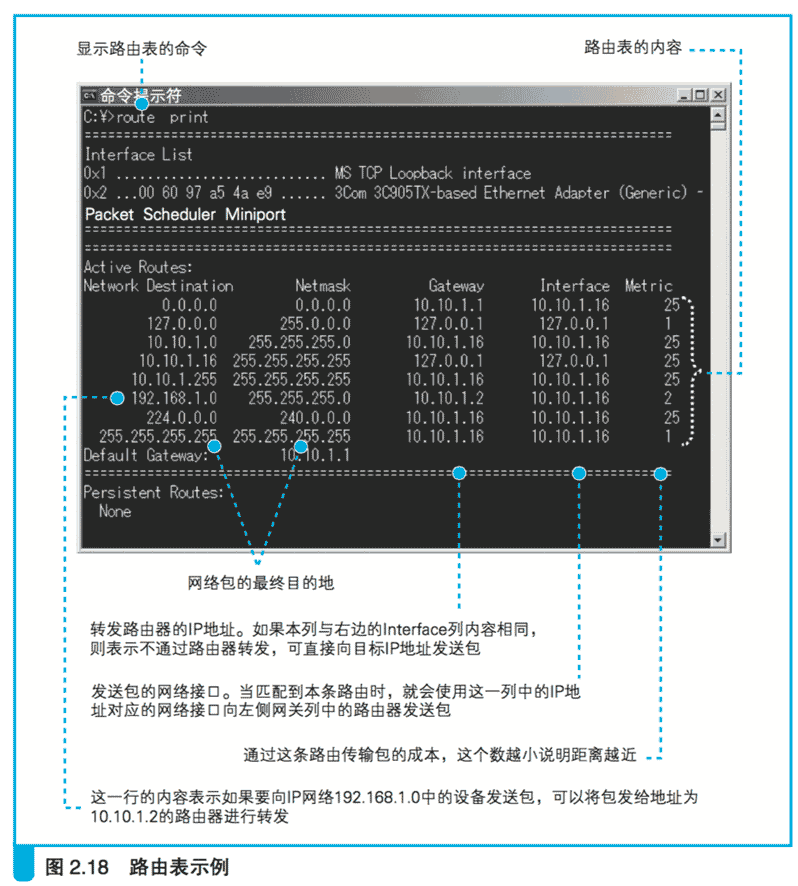 显示路由表的命令
路由表的内容
命令提示符
C:¥>route print
Interface List
0x1 ........................... MS TCP Loopback interface
0x2 ...00 60 97 a5 4a e9 ...... 3Com 3C905TX-based Ethernet Adapter (Generic) -
Packet Scheduler Miniport
Active Routes:
Network Destination Netmask Gateway Interface Metric
0.0.0.0 0.0.0.0 10.10.1.1 10.10.1.16 25
127.0.0.0 255.0.0.0 127.0.0.1 127.0.0.1 1
10.10.1.0 255.255.255.0 10.10.1.16 10.10.1.16 25
10.10.1.16 255.255.255.255 127.0.0.1 127.0.0.1 25
10.10.1.255 255.255.255.255 10.10.1.16 10.10.1.16 25
192.168.1.0 255.255.255.0 10.10.1.2 10.10.1.16 2
224.0.0.0 240.0.0.0 10.10.1.16 10.10.1.16 25
255.255.255.255 255.255.255.255 10.10.1.16 10.10.1.16 1
Default Gateway: 10.10.1.1
Persistent Routes:
None
网络包的最终目的地
转发路由器的IP地址。如果本列与右边的Interface列内容相同，
则表示不通过路由器转发，可直接向目标IP地址发送包
发送包的网络接口。当匹配到本条路由时，就会使用这一列中的IP地
址对应的网络接口向左侧网关列中的路由器发送包
通过这条路由传输包的成本，这个数越小说明距离越近
这一行的内容表示如果要向IP网络192.168.1.0中的设备发送包，可以将包发给地址为
10.10.1.2的路由器进行转发
图 2.18 路由表示例